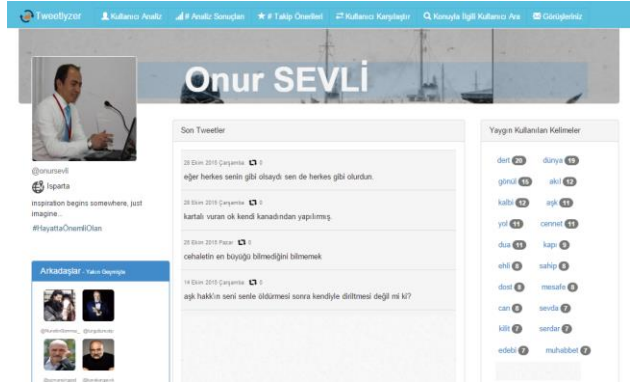 Tweetlyzor
Kullanıcı Analiz
# Analiz Sonuçları
# Takip Önerileri
Kullanıcı Karşılaştır
Konuyla İlgili Kullanıcı Ara
Görüşleriniz
Onur SEVLİ
@onursevli
Isparta
inspiration begins somewhere, just
imagine...
#HayattaÖnemliOlan
Arkadaşlar - Yakın Geçmişte
Son Tweetler
28 Ekim 2015 Çarşamba 0
eğer herkes senin gibi olsaydı sen de herkes gibi olurdun.
28 Ekim 2015 Çarşamba 0
kartalı vuran ok kendi kanadından yapılırmış.
25 Ekim 2015 Pazar 0
cehaletin en büyüğü bilmediğini bilmemek
14 Ekim 2015 Çarşamba 0
aşk hakk'ın seni senle öldürmesi sonra kendiyle diriltmesi değil mi ki?
Yaygın Kullanılan Kelimeler
dert 20 dünya 19
gönül 15 akıl 12
kalbi 12 aşk 11
yol 11 cennet 11
dua 11 kapı 9
ehli 8 sahip 8
dost 8 mesafe 8
can 8 sevda 7
kilit 7 serdar 7
edebi 7 muhabbet 7